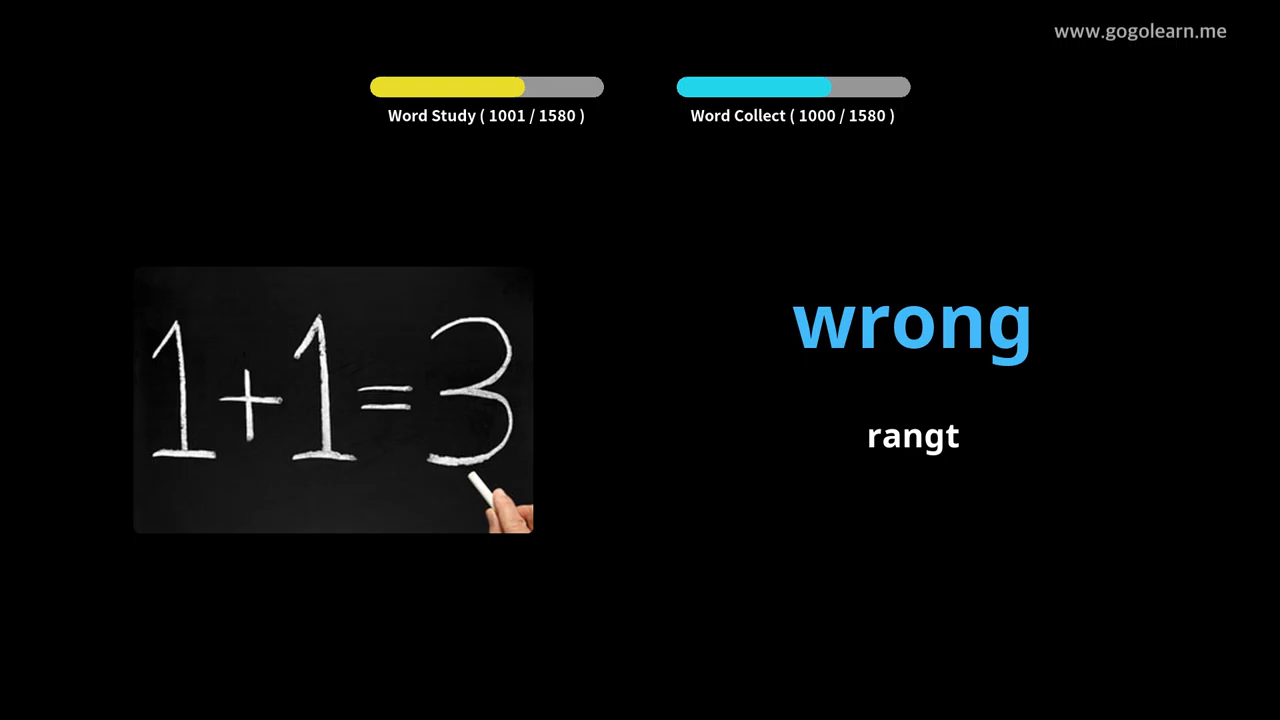 www.gogolearn.me
Word Study ( 1001 / 1580 )
Word Collect ( 1000 / 1580 )
1+1=3
wrong
rangt